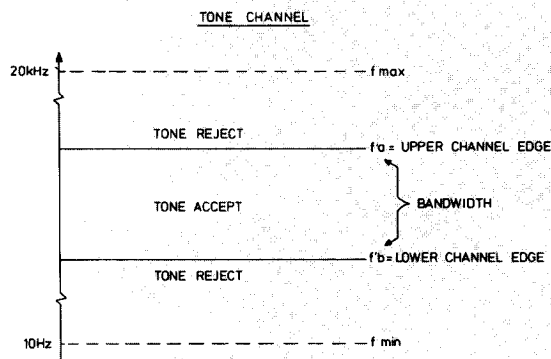 TONE CHANNEL
20kHz
f max
TONE REJECT
f'a = UPPER CHANNEL EDGE
TONE ACCEPT
BANDWIDTH
f'b = LOWER CHANNEL EDGE
TONE REJECT
10Hz
f min